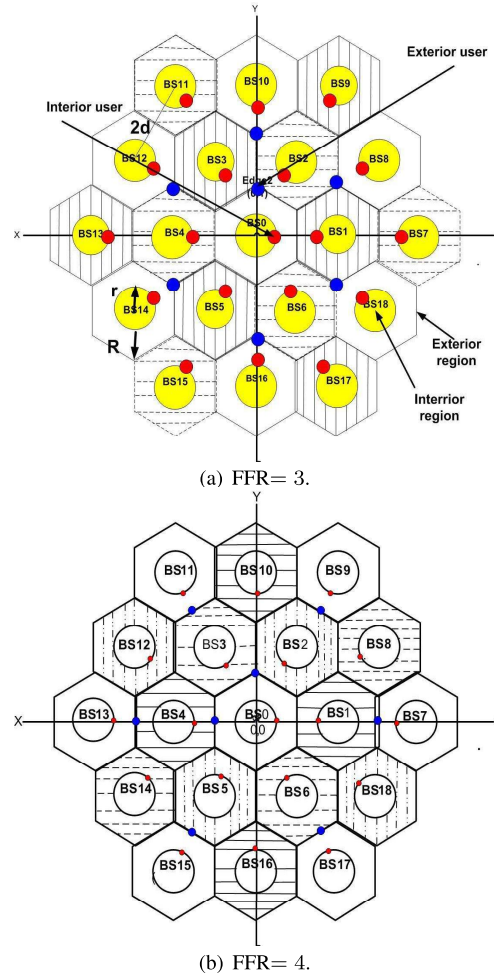 Y
BS11
BS10
BS9
Exterior user
Interior user
2d
BS12
BS3
BS2
BS8
Edge2
BS0
X
BS13
BS4
BS1
BS7
X
r
BS14
BS5
BS6
BS18
R
Exterior
region
BS15
BS16
BS17
Interrior
region
(a) FFR= 3.
Y
BS11
BS10
BS9
BS12
BS3
BS2
BS8
X
BS13
BS4
BS0
BS1
BS7
X
0,0
BS14
BS5
BS6
BS18
BS15
BS16
BS17
(b) FFR= 4.